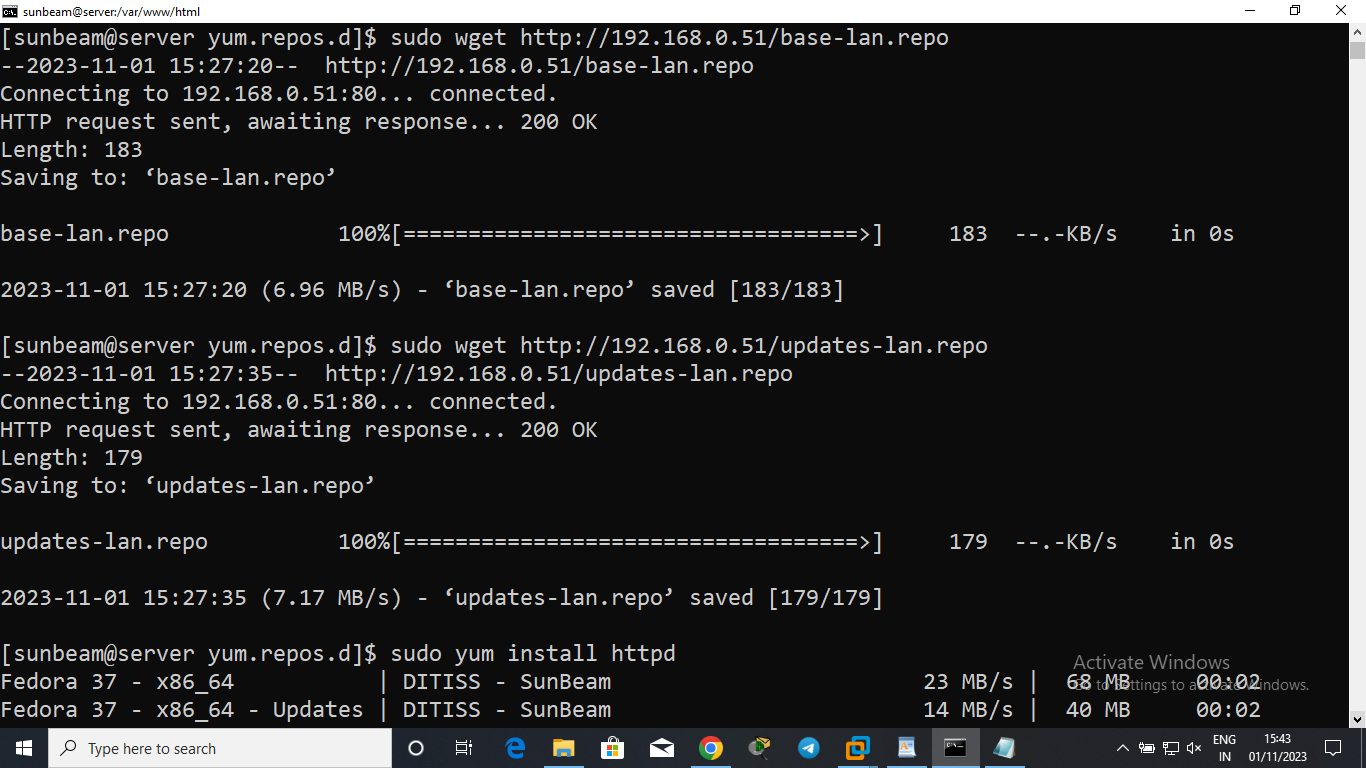 sunbeam@server:/var/www/html
[sunbeam@server yum.repos.d]$ sudo wget http://192.168.0.51/base-lan.repo
--2023-11-01 15:27:20--  http://192.168.0.51/base-lan.repo
Connecting to 192.168.0.51:80... connected.
HTTP request sent, awaiting response... 200 OK
Length: 183
Saving to: ‘base-lan.repo’
base-lan.repo             100%[===================================>]     183  --.-KB/s    in 0s
2023-11-01 15:27:20 (6.96 MB/s) - ‘base-lan.repo’ saved [183/183]
[sunbeam@server yum.repos.d]$ sudo wget http://192.168.0.51/updates-lan.repo
--2023-11-01 15:27:35--  http://192.168.0.51/updates-lan.repo
Connecting to 192.168.0.51:80... connected.
HTTP request sent, awaiting response... 200 OK
Length: 179
Saving to: ‘updates-lan.repo’
updates-lan.repo          100%[===================================>]     179  --.-KB/s    in 0s
2023-11-01 15:27:35 (7.17 MB/s) - ‘updates-lan.repo’ saved [179/179]
[sunbeam@server yum.repos.d]$ sudo yum install httpd
Activate Windows
Fedora 37 - x86_64           | DITISS - SunBeam                        23 MB/s |  68 MB     00:02
Go to Settings to activate Windows.
Fedora 37 - x86_64 - Updates | DITISS - SunBeam                        14 MB/s |  40 MB     00:02
Type here to search
ENG
IN
15:43
01/11/2023